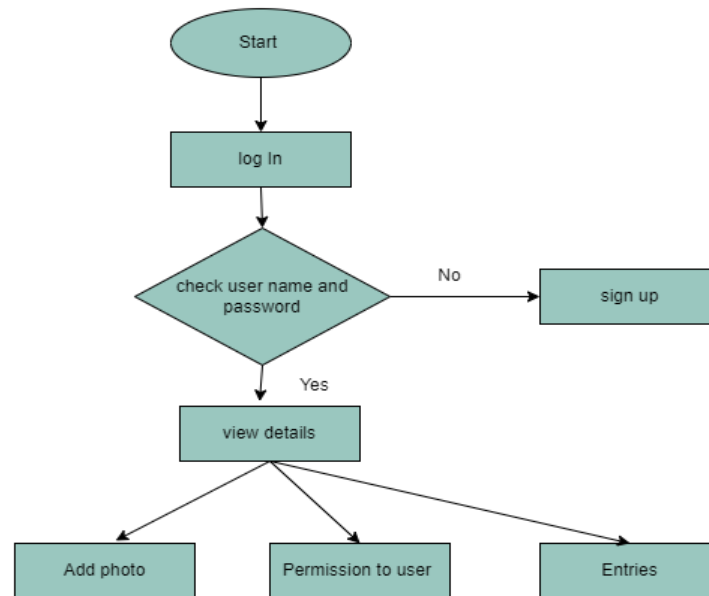 Start
log In
check user name and
password
No
sign up
Yes
view details
Add photo
Permission to user
Entries